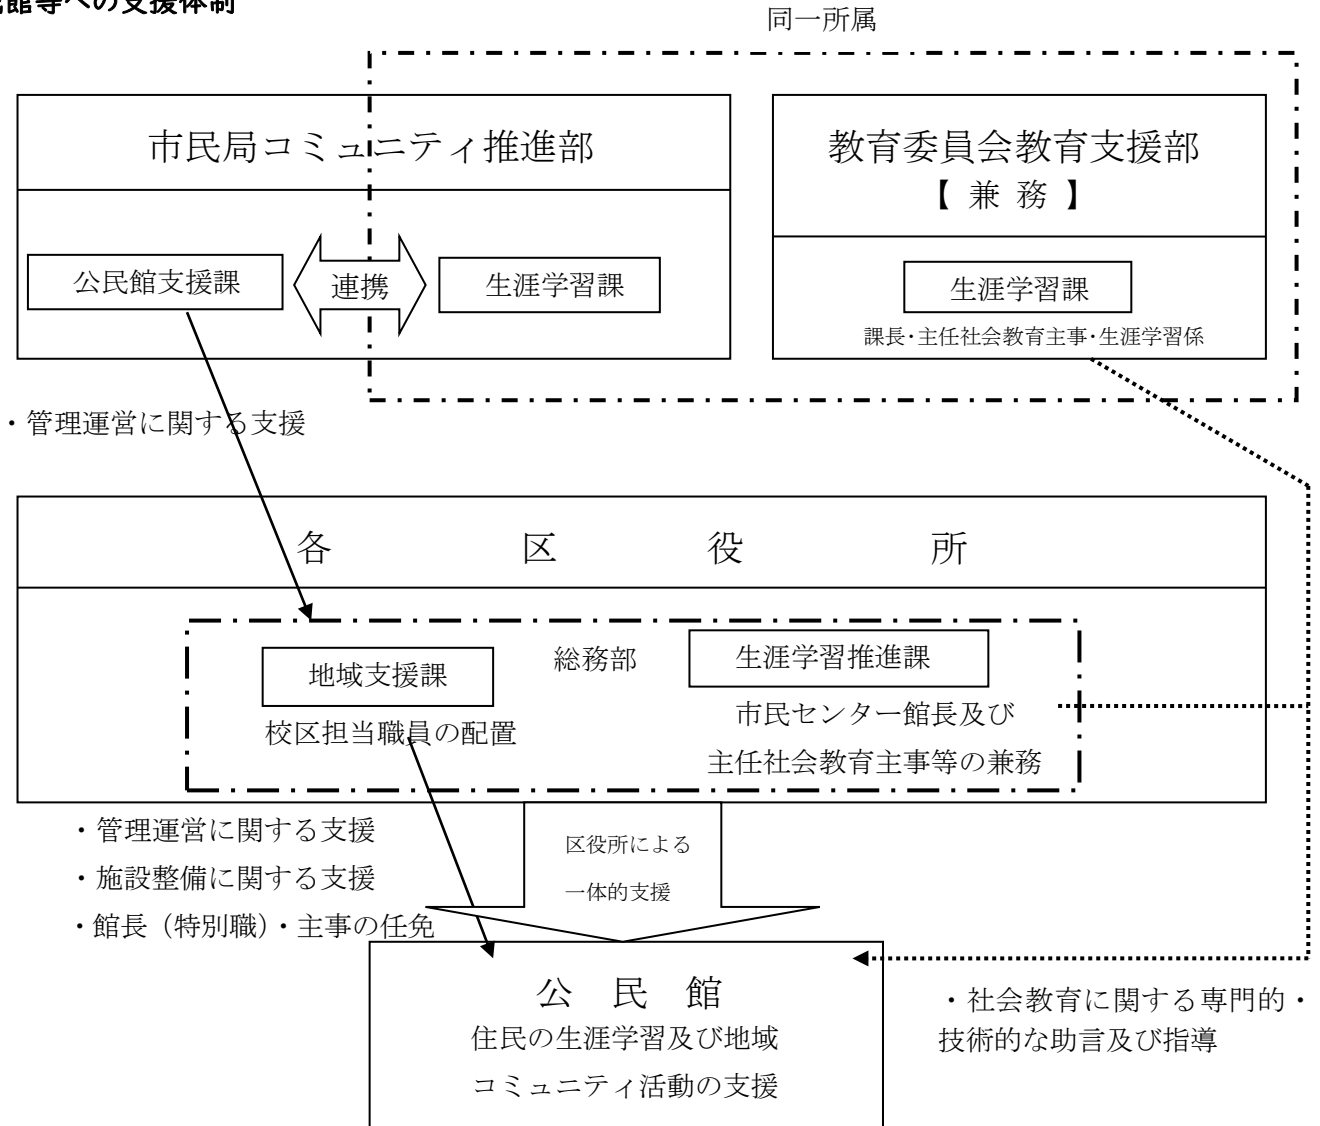 館等への支援体制
同一所属
市民局コミュニティ推進部
教育委員会教育支援部
【 兼 務 】
公民館支援課
連携
生涯学習課
生涯学習課
課長・主任社会教育主事・生涯学習係
・管理運営に関する支援
各 区 役 所
地域支援課
総務部
生涯学習推進課
校区担当職員の配置
市民センター館長及び
主任社会教育主事等の兼務
・管理運営に関する支援
・施設整備に関する支援
・館長（特別職）・主事の任免
区役所による
一体的支援
公 民 館
住民の生涯学習及び地域
コミュニティ活動の支援
・社会教育に関する専門的・
技術的な助言及び指導